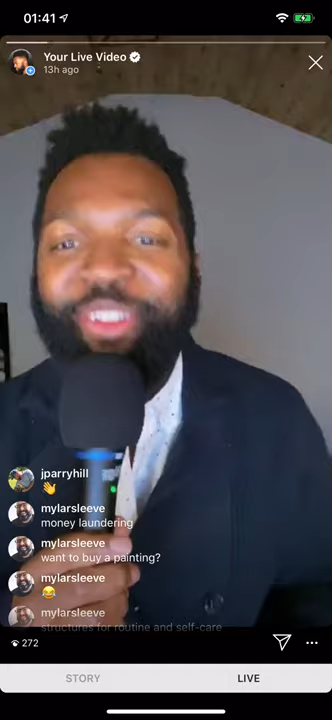 01:41
Your Live Video
13h ago
jparryhill
👋
mylarsleeve
money laundering
mylarsleeve
want to buy a painting?
mylarsleeve
😂
mylarsleeve
structures for routine and self-care
272
STORY
LIVE